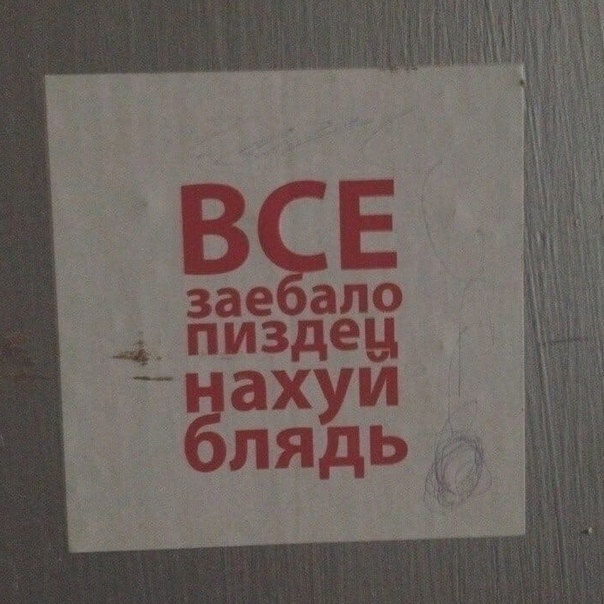 ВСЕ
заебало
пиздец
нахуй
блядь